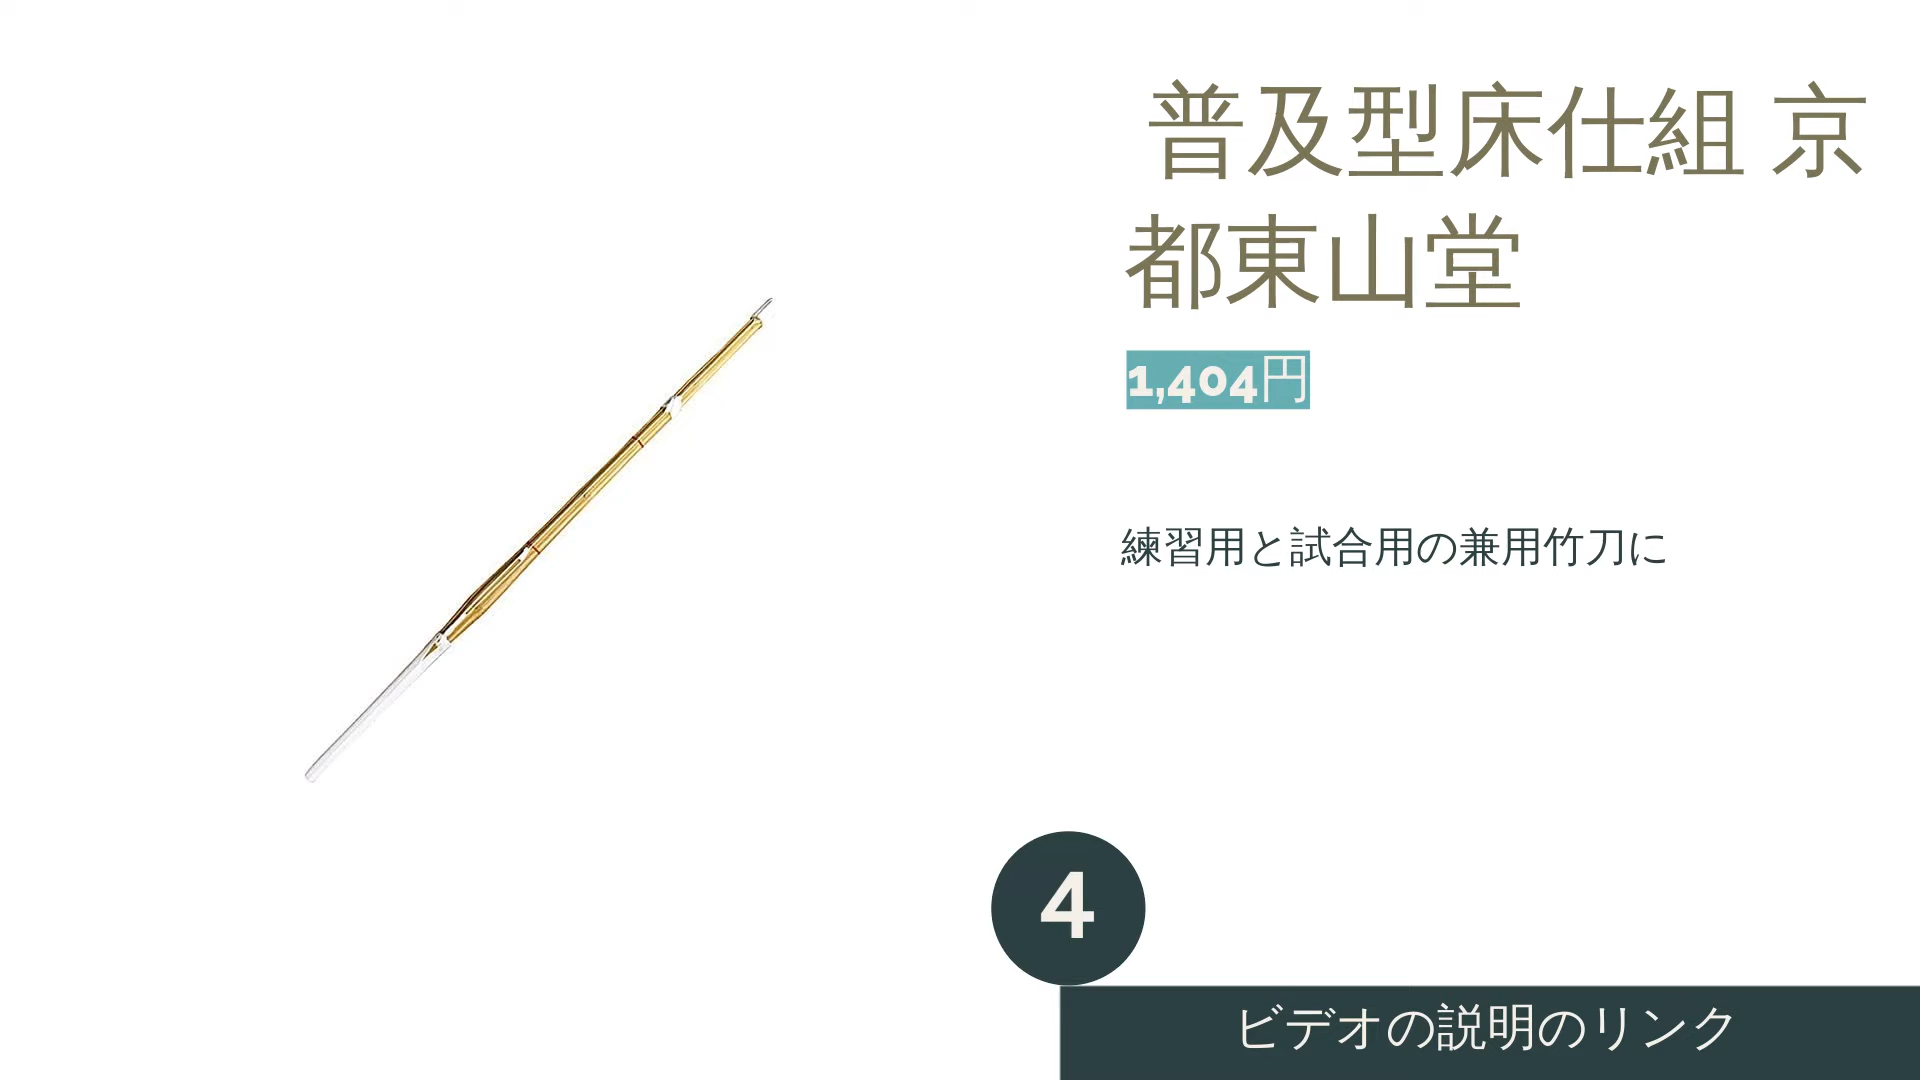 普及型床仕組 京
都東山堂
1,404円
練習用と試合用の兼用竹刀に
4
ビデオの説明のリンク